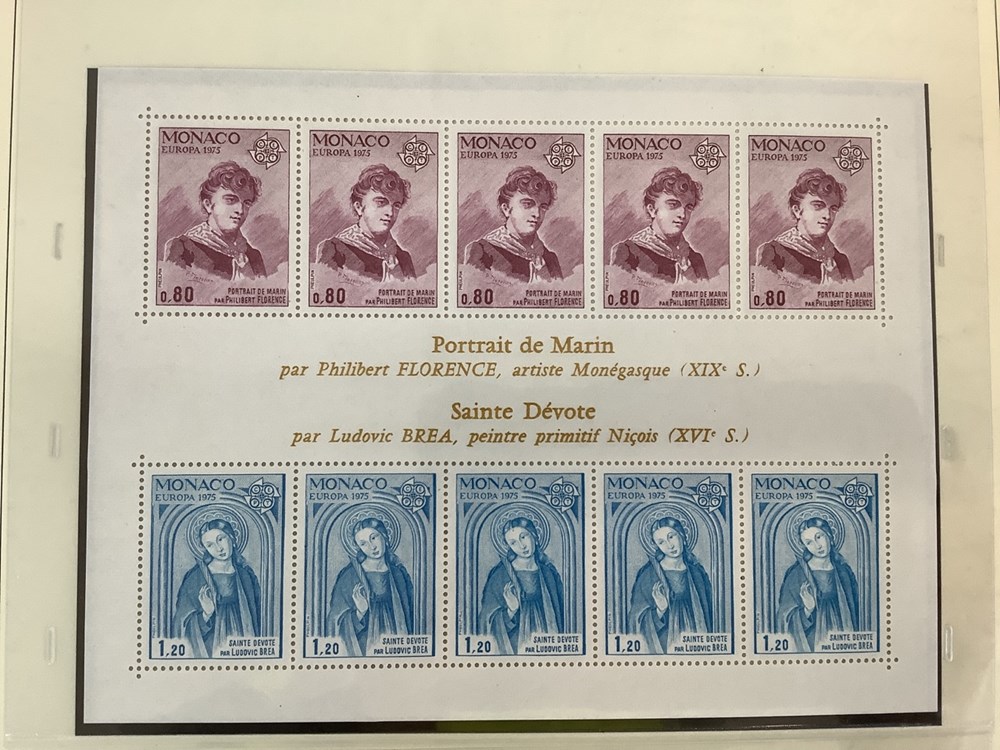 MONACO
EUROPA 1975
0,80
PORTRAIT DE MARIN
PAR PHILIBERT FLORENCE
MONACO
EUROPA 1975
0,80
PORTRAIT DE MARIN
PAR PHILIBERT FLORENCE
MONACO
EUROPA 1975
0,80
PORTRAIT DE MARIN
PAR PHILIBERT FLORENCE
MONACO
EUROPA 1975
0,80
PORTRAIT DE MARIN
PAR PHILIBERT FLORENCE
MONACO
EUROPA 1975
0,80
PORTRAIT DE MARIN
PAR PHILIBERT FLORENCE
Portrait de Marin
par Philibert FLORENCE, artiste Monégasque (XIXe S.)
Sainte Dévote
par Ludovic BREA, peintre primitif Niçois (XVIe S.)
MONACO
EUROPA 1975
1,20
SAINTE DEVOTE
PAR LUDOVIC BREA
MONACO
EUROPA 1975
1,20
SAINTE DEVOTE
PAR LUDOVIC BREA
MONACO
EUROPA 1975
1,20
SAINTE DEVOTE
PAR LUDOVIC BREA
MONACO
EUROPA 1975
1,20
SAINTE DEVOTE
PAR LUDOVIC BREA
MONACO
EUROPA 1975
1,20
SAINTE DEVOTE
PAR LUDOVIC BREA